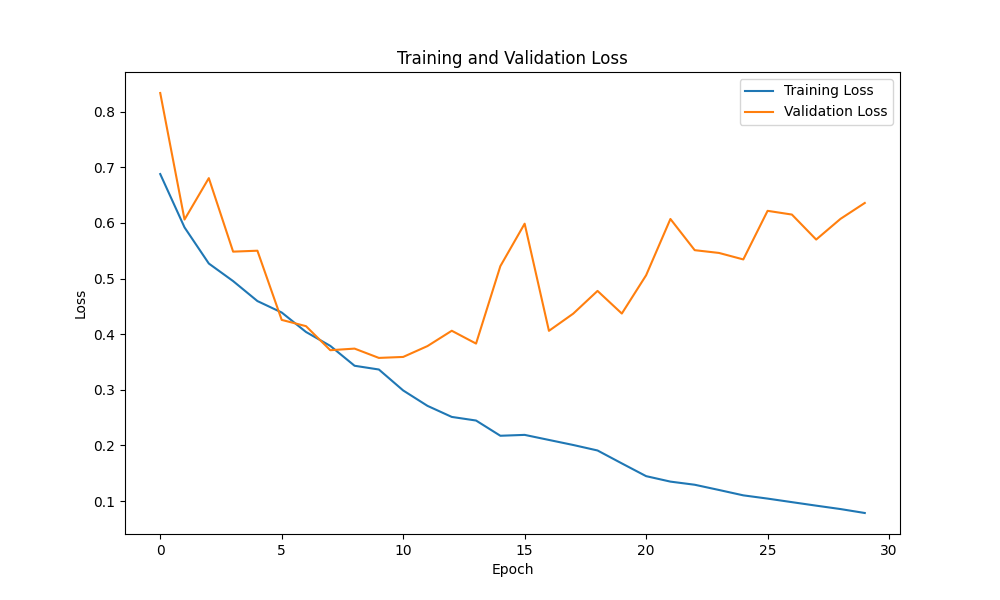 Training and Validation Loss
Training Loss
Validation Loss
0.8
0.7
0.6
0.5
0.4
0.3
0.2
0.1
Loss
0 5 10 15 20 25 30
Epoch